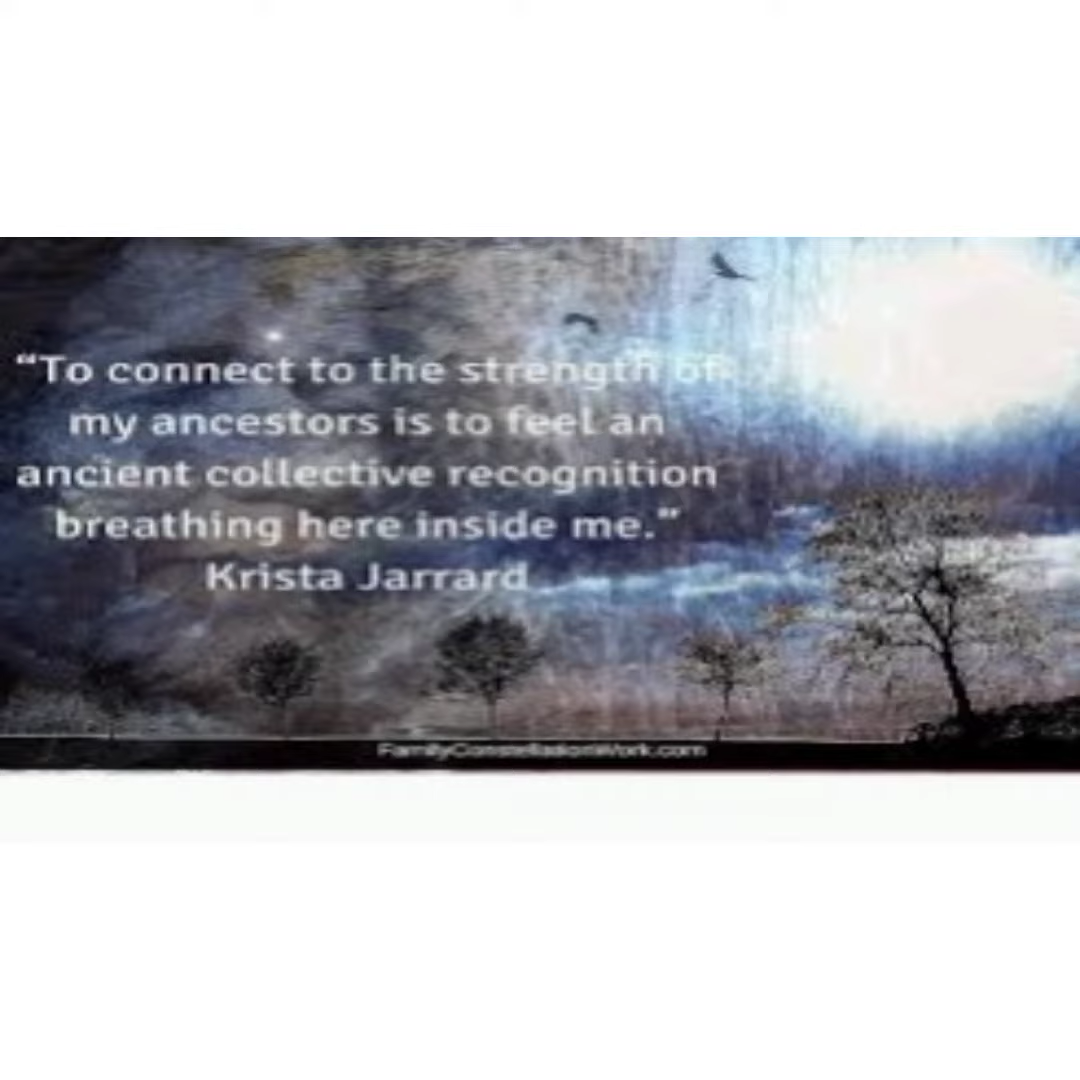 “To connect to the strength of
my ancestors is to feel an
ancient collective recognition
breathing here inside me.”
Krista Jarrard
FamilyConstellationWork.com